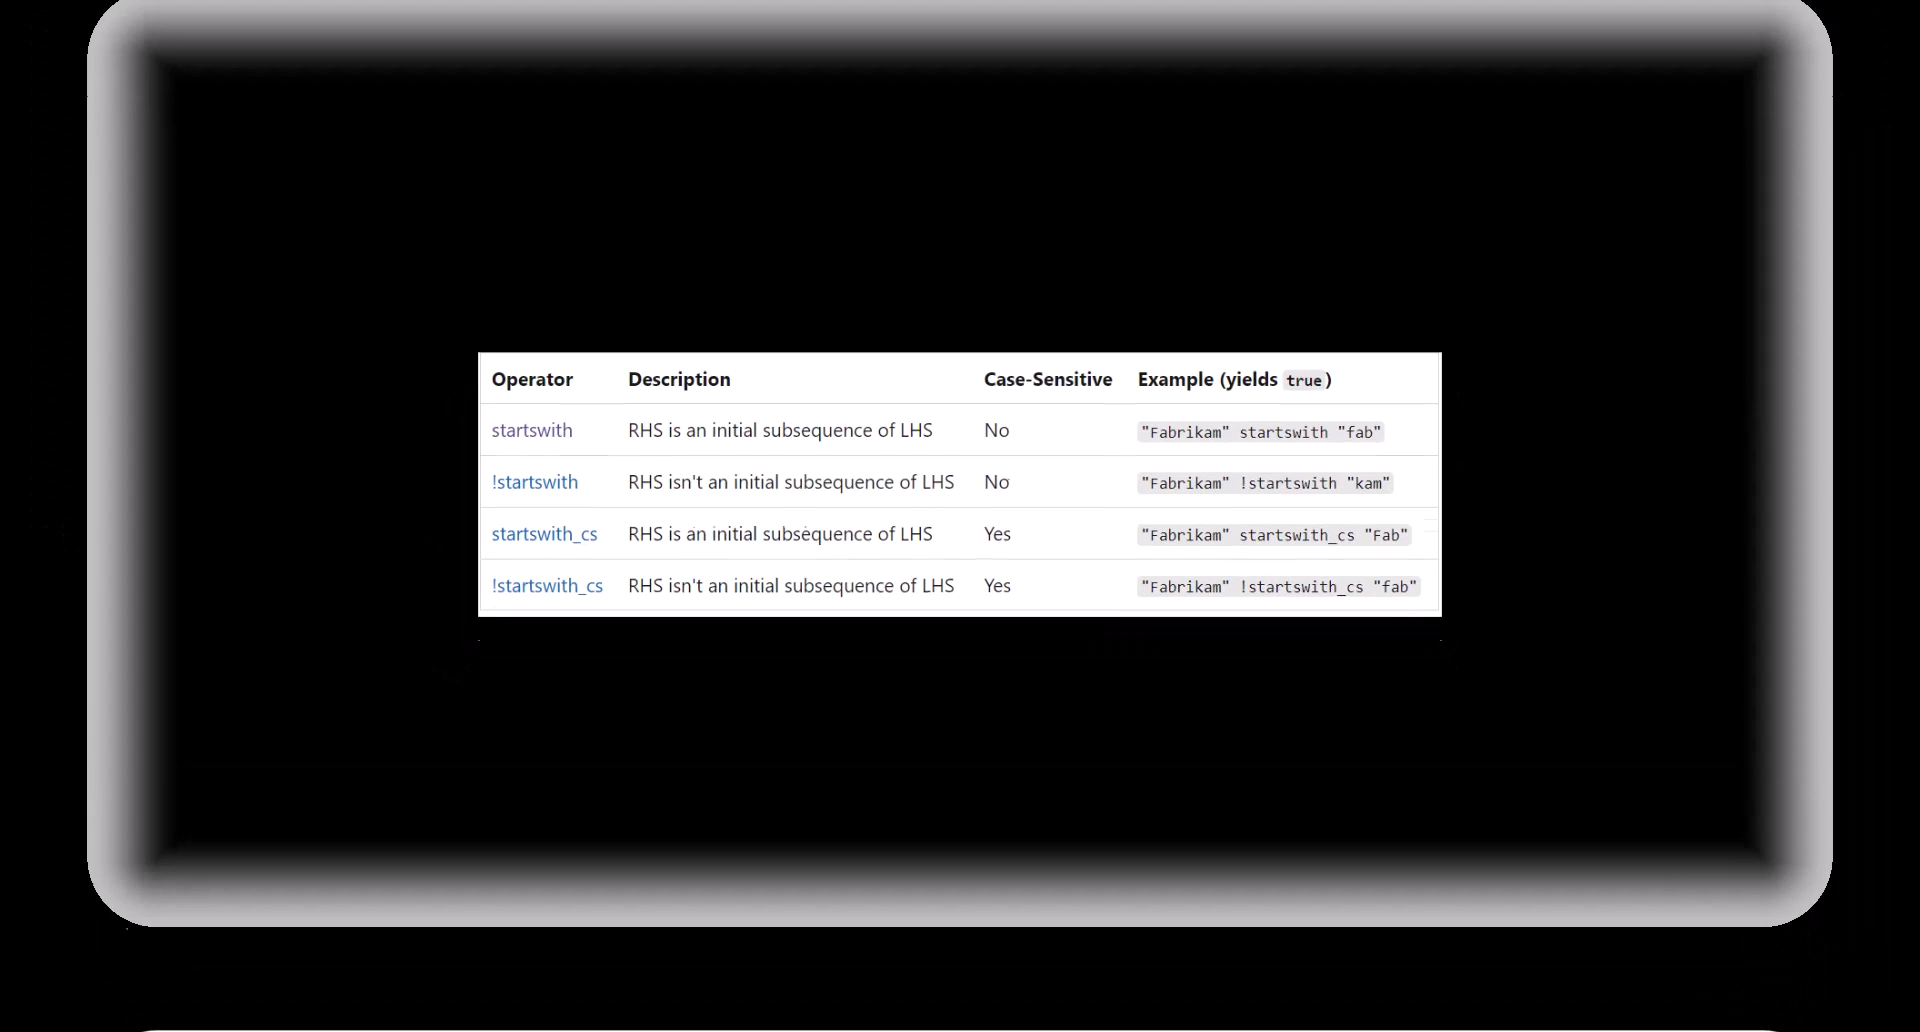 Operator Description Case-Sensitive Example (yields true)
startswith RHS is an initial subsequence of LHS No "Fabrikam" startswith "fab"
!startswith RHS isn't an initial subsequence of LHS No "Fabrikam" !startswith "kam"
startswith_cs RHS is an initial subsequence of LHS Yes "Fabrikam" startswith_cs "Fab"
!startswith_cs RHS isn't an initial subsequence of LHS Yes "Fabrikam" !startswith_cs "fab"